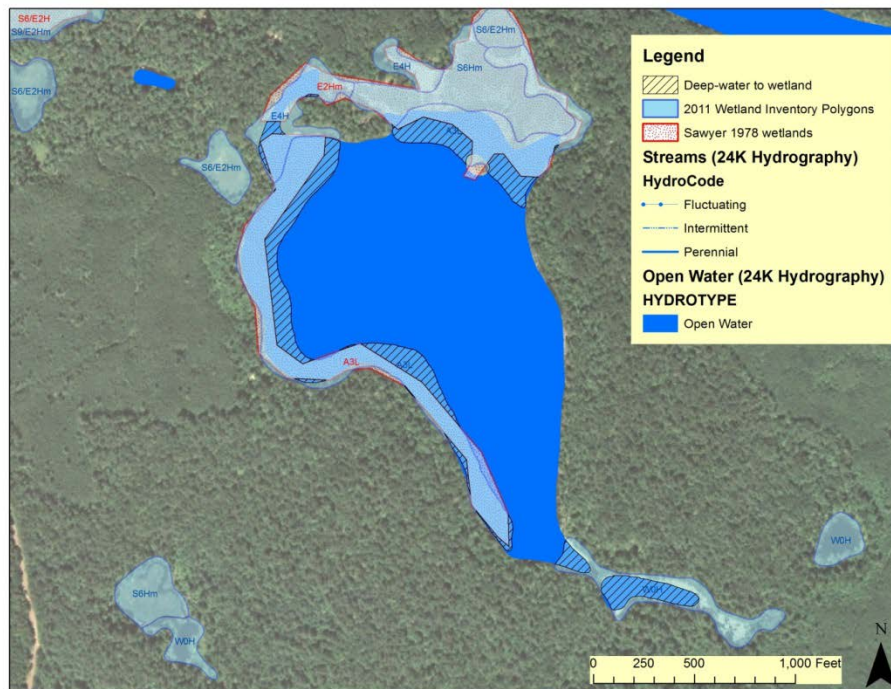 S6/E2H
S9/E2Hm
S6/E2Hm
S6/E2Hm
E4H
S6Hm
E2Hm
E4H
S6/E2Hm
A3L
A3L
W0H
W0H
S6Hm
W0H
Legend
Deep-water to wetland
2011 Wetland Inventory Polygons
Sawyer 1978 wetlands
Streams (24K Hydrography)
HydroCode
Fluctuating
Intermittent
Perennial
Open Water (24K Hydrography)
HYDROTYPE
Open Water
N
0 250 500 1,000 Feet